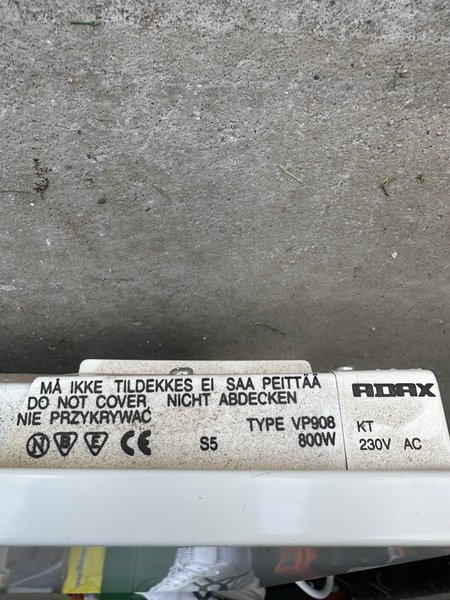 MÅ IKKE TILDEKKES EI SAA PEITTÄÄ
DO NOT COVER NICHT ABDECKEN
NIE PRZYKRYWAĆ
TYPE VP908
N B E CE S5 800W
ADAX
KT
230V AC